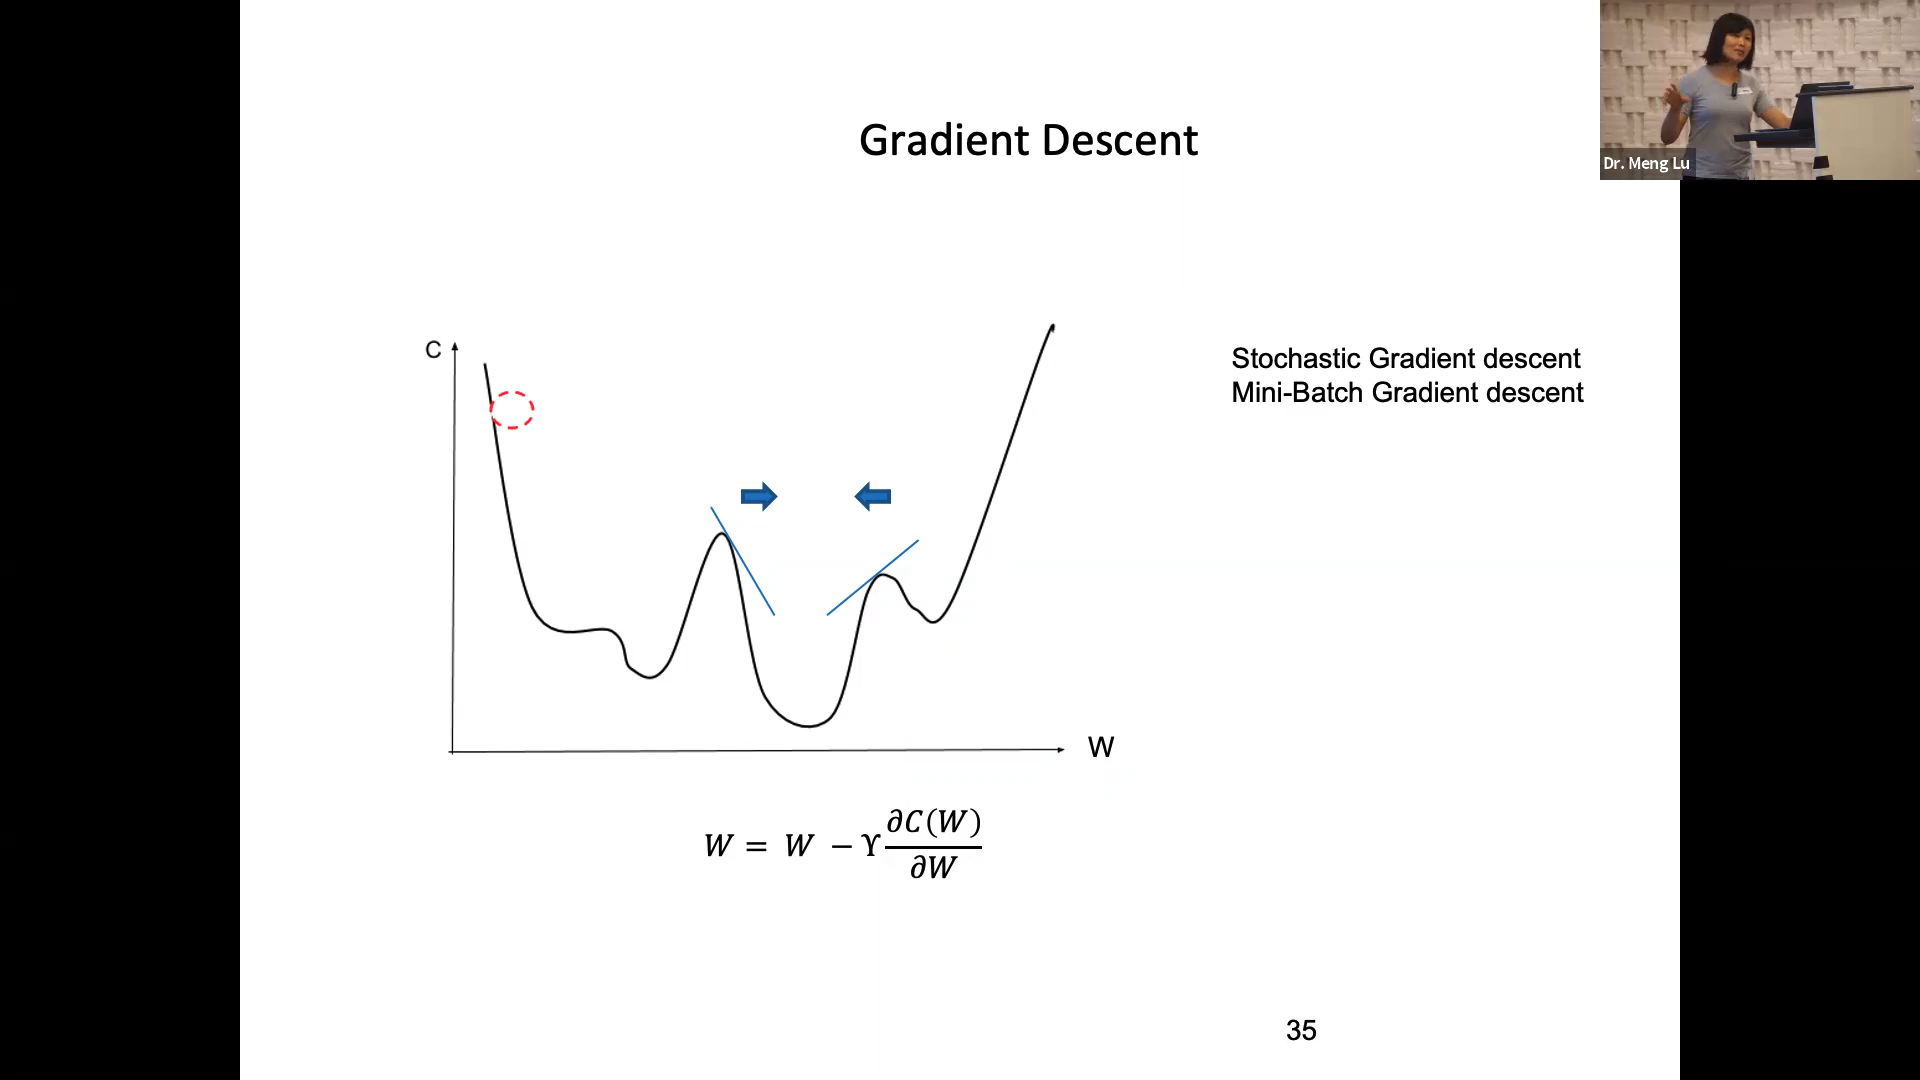 Gradient Descent
Dr. Meng Lu
C
Stochastic Gradient descent
Mini-Batch Gradient descent
W
W = W − ϒ ∂C(W) / ∂W
35